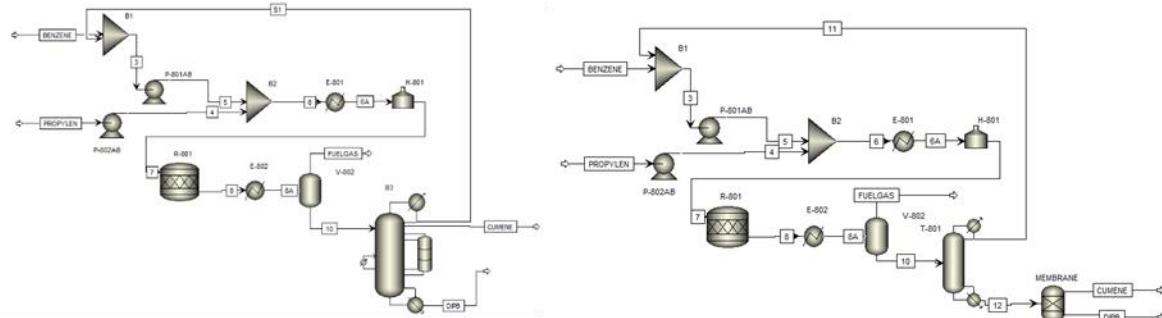 S1
B1
BENZENE
3
P-801AB
B2
E-801
H-801
5
4
6
6A
PROPYLEN
P-802AB
R-801
7
E-802
FUELGAS
V-802
8
8A
B3
10
CUMENE
DIPB
11
B1
BENZENE
3
P-801AB
B2
E-801
H-801
5
4
6
6A
PROPYLEN
P-802AB
R-801
7
E-802
FUELGAS
V-802
T-801
8
8A
10
MEMBRANE
12
CUMENE
DIPB